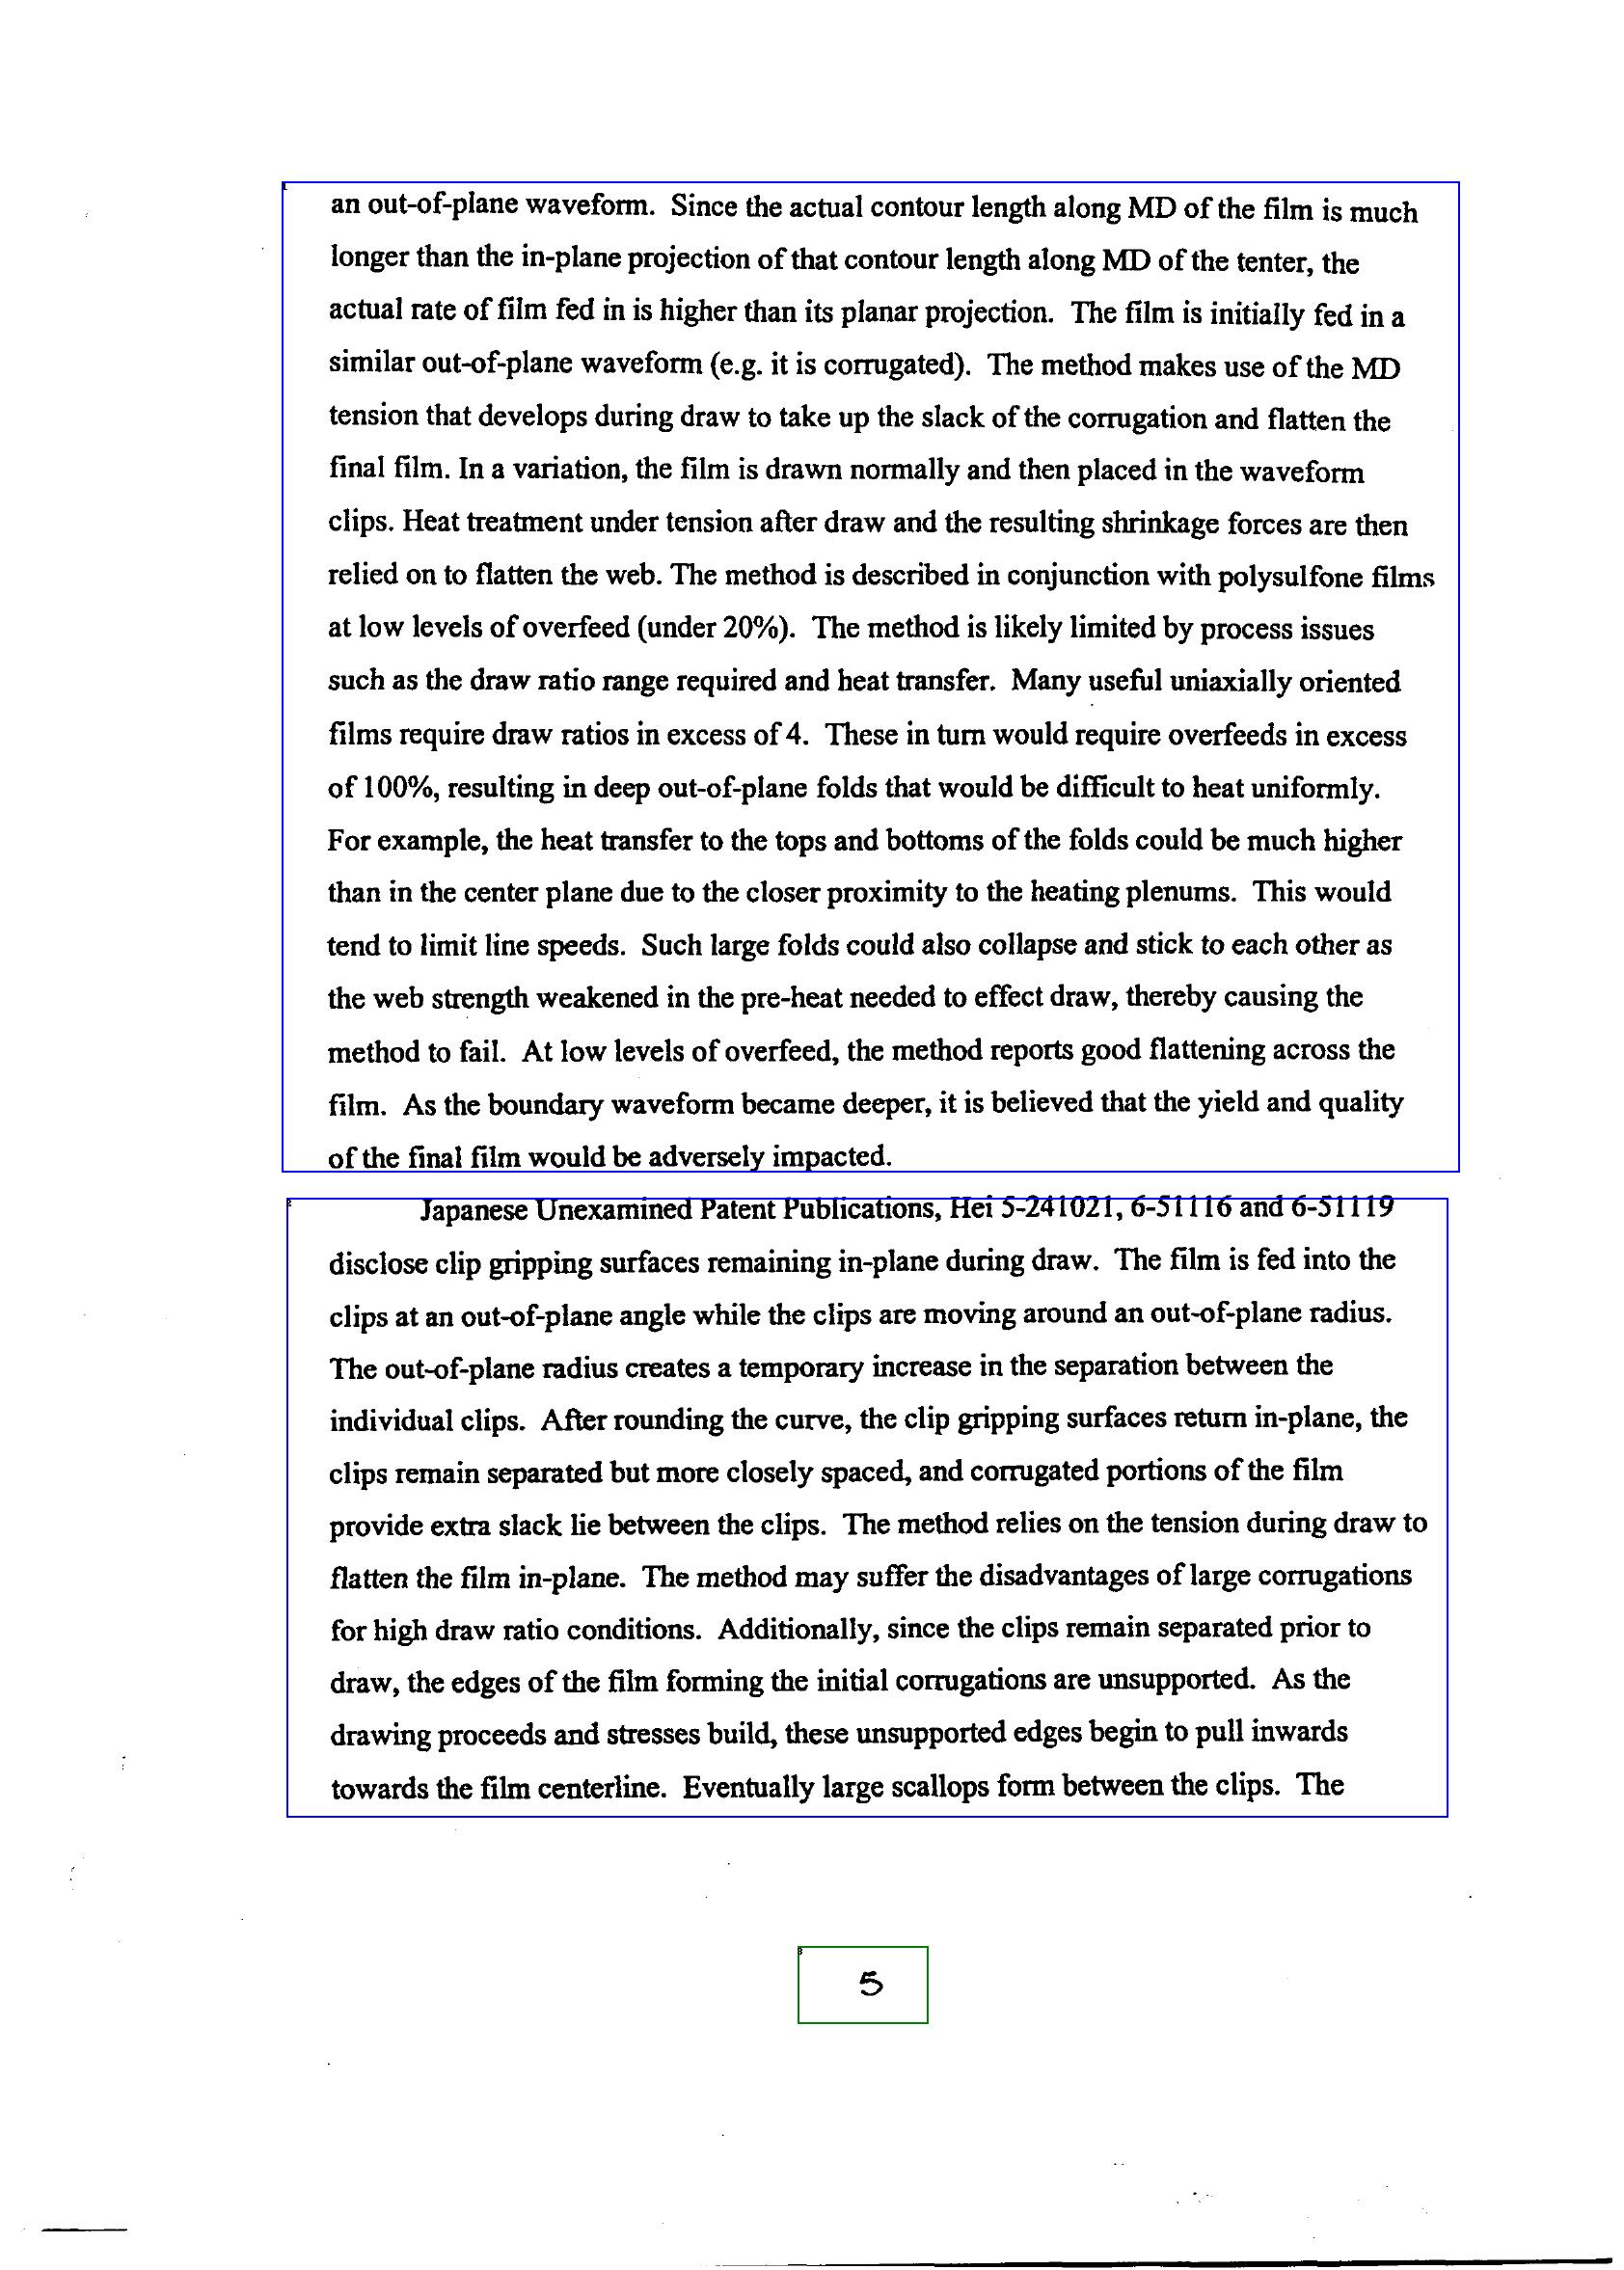 an out-of-plane waveform. Since the actual contour length along MD of the film is much
longer than the in-plane projection of that contour length along MD of the tenter, the
actual rate of film fed in is higher than its planar projection. The film is initially fed in a
similar out-of-plane waveform (e.g. it is corrugated). The method makes use of the MD
tension that develops during draw to take up the slack of the corrugation and flatten the
final film. In a variation, the film is drawn normally and then placed in the waveform
clips. Heat treatment under tension after draw and the resulting shrinkage forces are then
relied on to flatten the web. The method is described in conjunction with polysulfone films
at low levels of overfeed (under 20%). The method is likely limited by process issues
such as the draw ratio range required and heat transfer. Many useful uniaxially oriented
films require draw ratios in excess of 4. These in turn would require overfeeds in excess
of 100%, resulting in deep out-of-plane folds that would be difficult to heat uniformly.
For example, the heat transfer to the tops and bottoms of the folds could be much higher
than in the center plane due to the closer proximity to the heating plenums. This would
tend to limit line speeds. Such large folds could also collapse and stick to each other as
the web strength weakened in the pre-heat needed to effect draw, thereby causing the
method to fail. At low levels of overfeed, the method reports good flattening across the
film. As the boundary waveform became deeper, it is believed that the yield and quality
of the final film would be adversely impacted.
Japanese Unexamined Patent Publications, Hei 5-241021, 6-51116 and 6-51119
disclose clip gripping surfaces remaining in-plane during draw. The film is fed into the
clips at an out-of-plane angle while the clips are moving around an out-of-plane radius.
The out-of-plane radius creates a temporary increase in the separation between the
individual clips. After rounding the curve, the clip gripping surfaces return in-plane, the
clips remain separated but more closely spaced, and corrugated portions of the film
provide extra slack lie between the clips. The method relies on the tension during draw to
flatten the film in-plane. The method may suffer the disadvantages of large corrugations
for high draw ratio conditions. Additionally, since the clips remain separated prior to
draw, the edges of the film forming the initial corrugations are unsupported. As the
drawing proceeds and stresses build, these unsupported edges begin to pull inwards
towards the film centerline. Eventually large scallops form between the clips. The
5